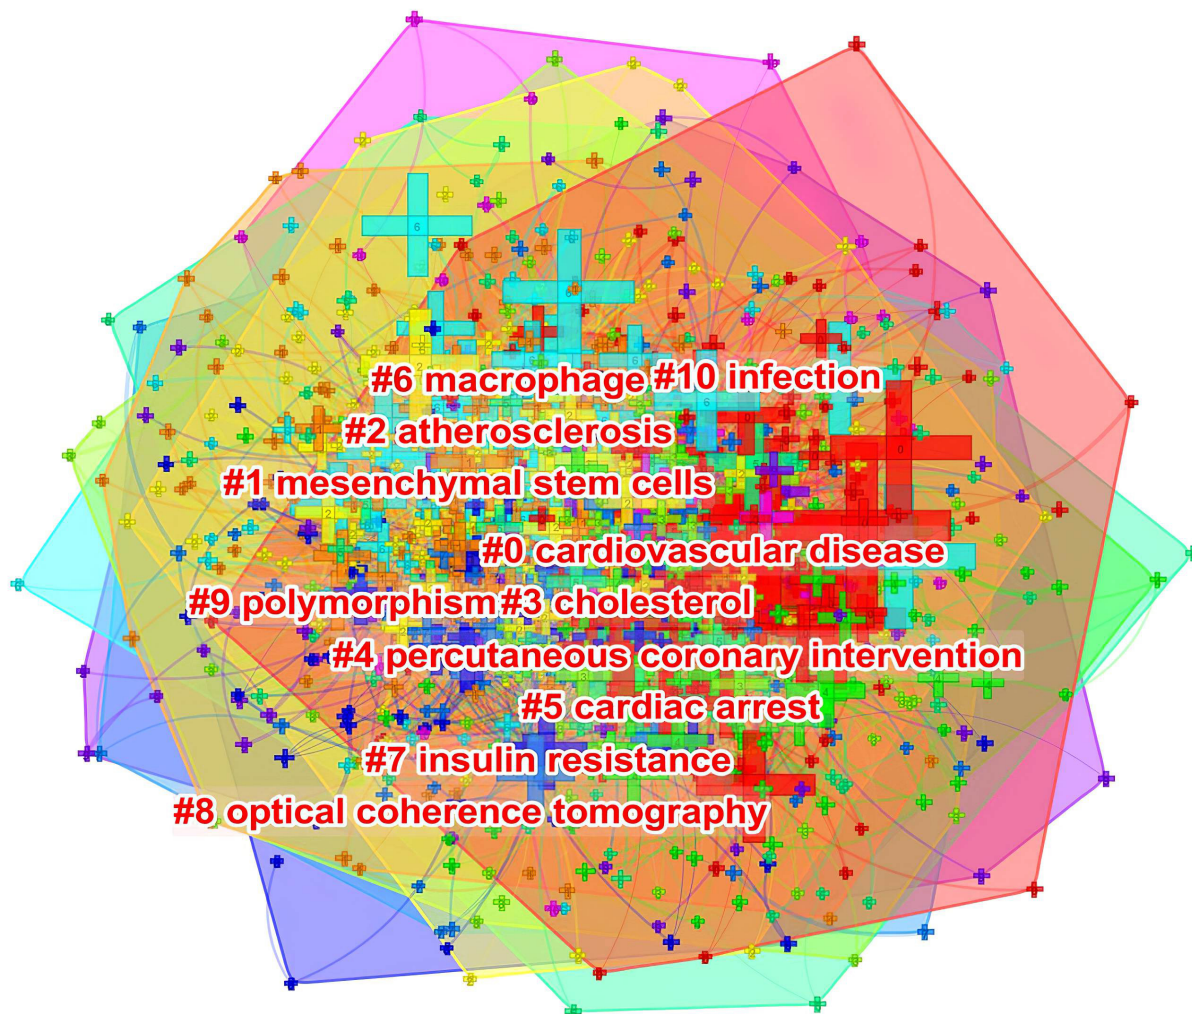 #6 macrophage #10 infection
#2 atherosclerosis
#1 mesenchymal stem cells
#0 cardiovascular disease
#9 polymorphism #3 cholesterol
#4 percutaneous coronary intervention
#5 cardiac arrest
#7 insulin resistance
#8 optical coherence tomography